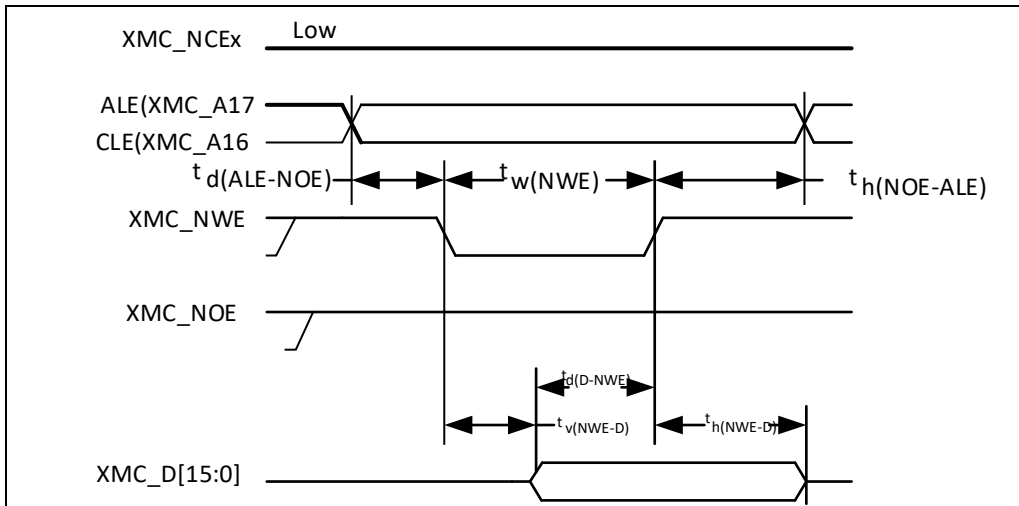 XMC_NCEx Low
ALE(XMC_A17
CLE(XMC_A16
t d(ALE-NOE) t w(NWE) t h(NOE-ALE)
XMC_NWE
XMC_NOE
t d(D-NWE)
t v(NWE-D) t h(NWE-D)
XMC_D[15:0]